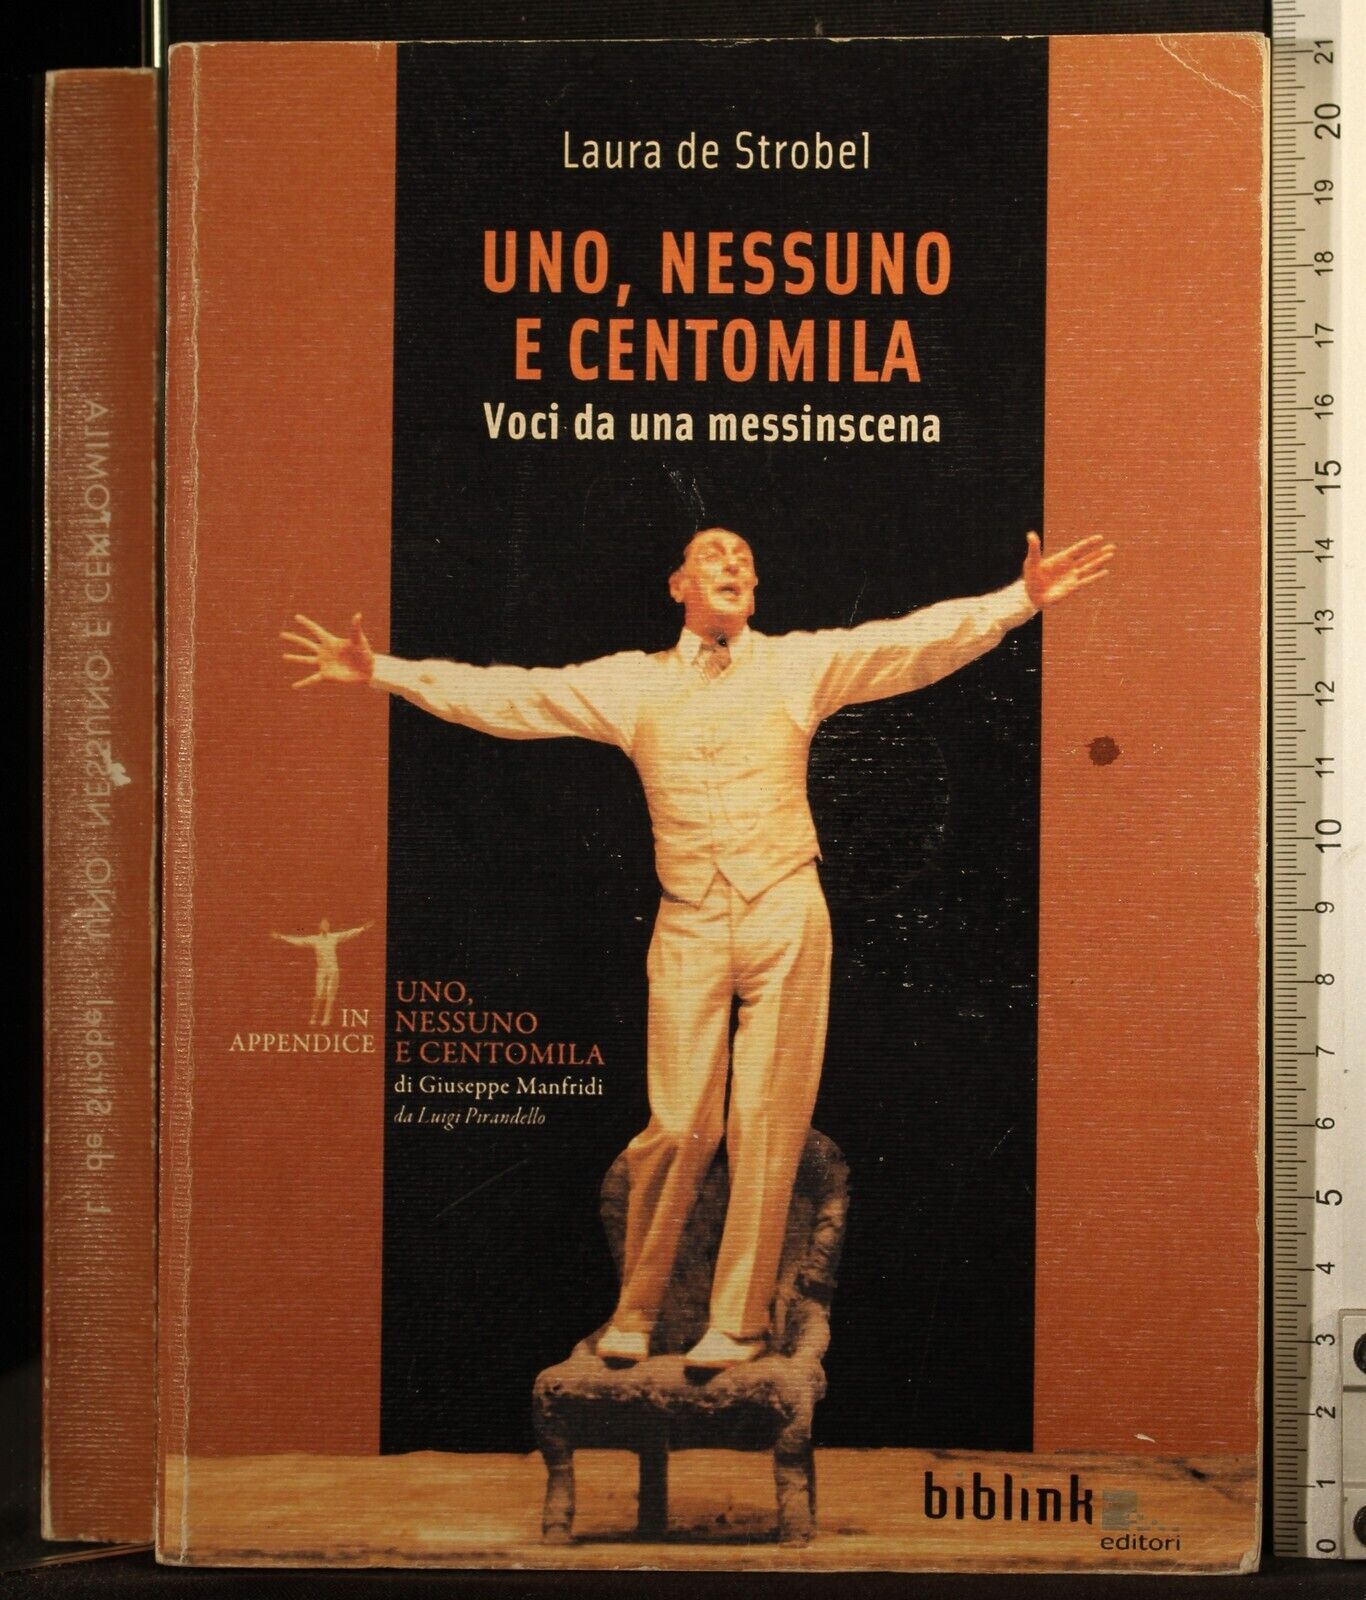 Laura de Strobel
UNO, NESSUNO
E CENTOMILA
Voci da una messinscena
IN
APPENDICE
UNO,
NESSUNO
E CENTOMILA
di Giuseppe Manfridi
da Luigi Pirandello
biblink
editori
L. de Strobel UNO, NESSUNO E CENTOMILA
21
20
19
18
17
16
15
14
13
12
11
10
9
8
7
6
5
4
3
2
1
0